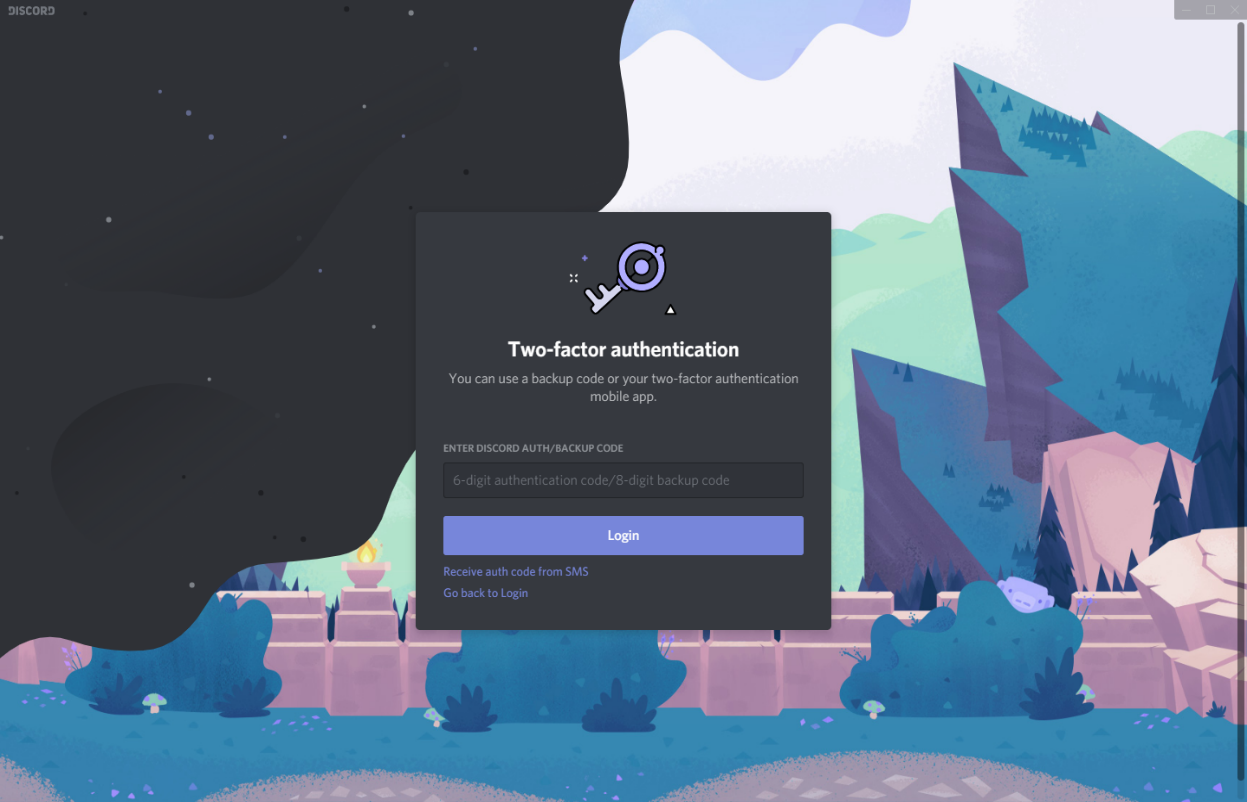 DISCORD
Two-factor authentication
You can use a backup code or your two-factor authentication
mobile app.
ENTER DISCORD AUTH/BACKUP CODE
6-digit authentication code/8-digit backup code
Login
Receive auth code from SMS
Go back to Login